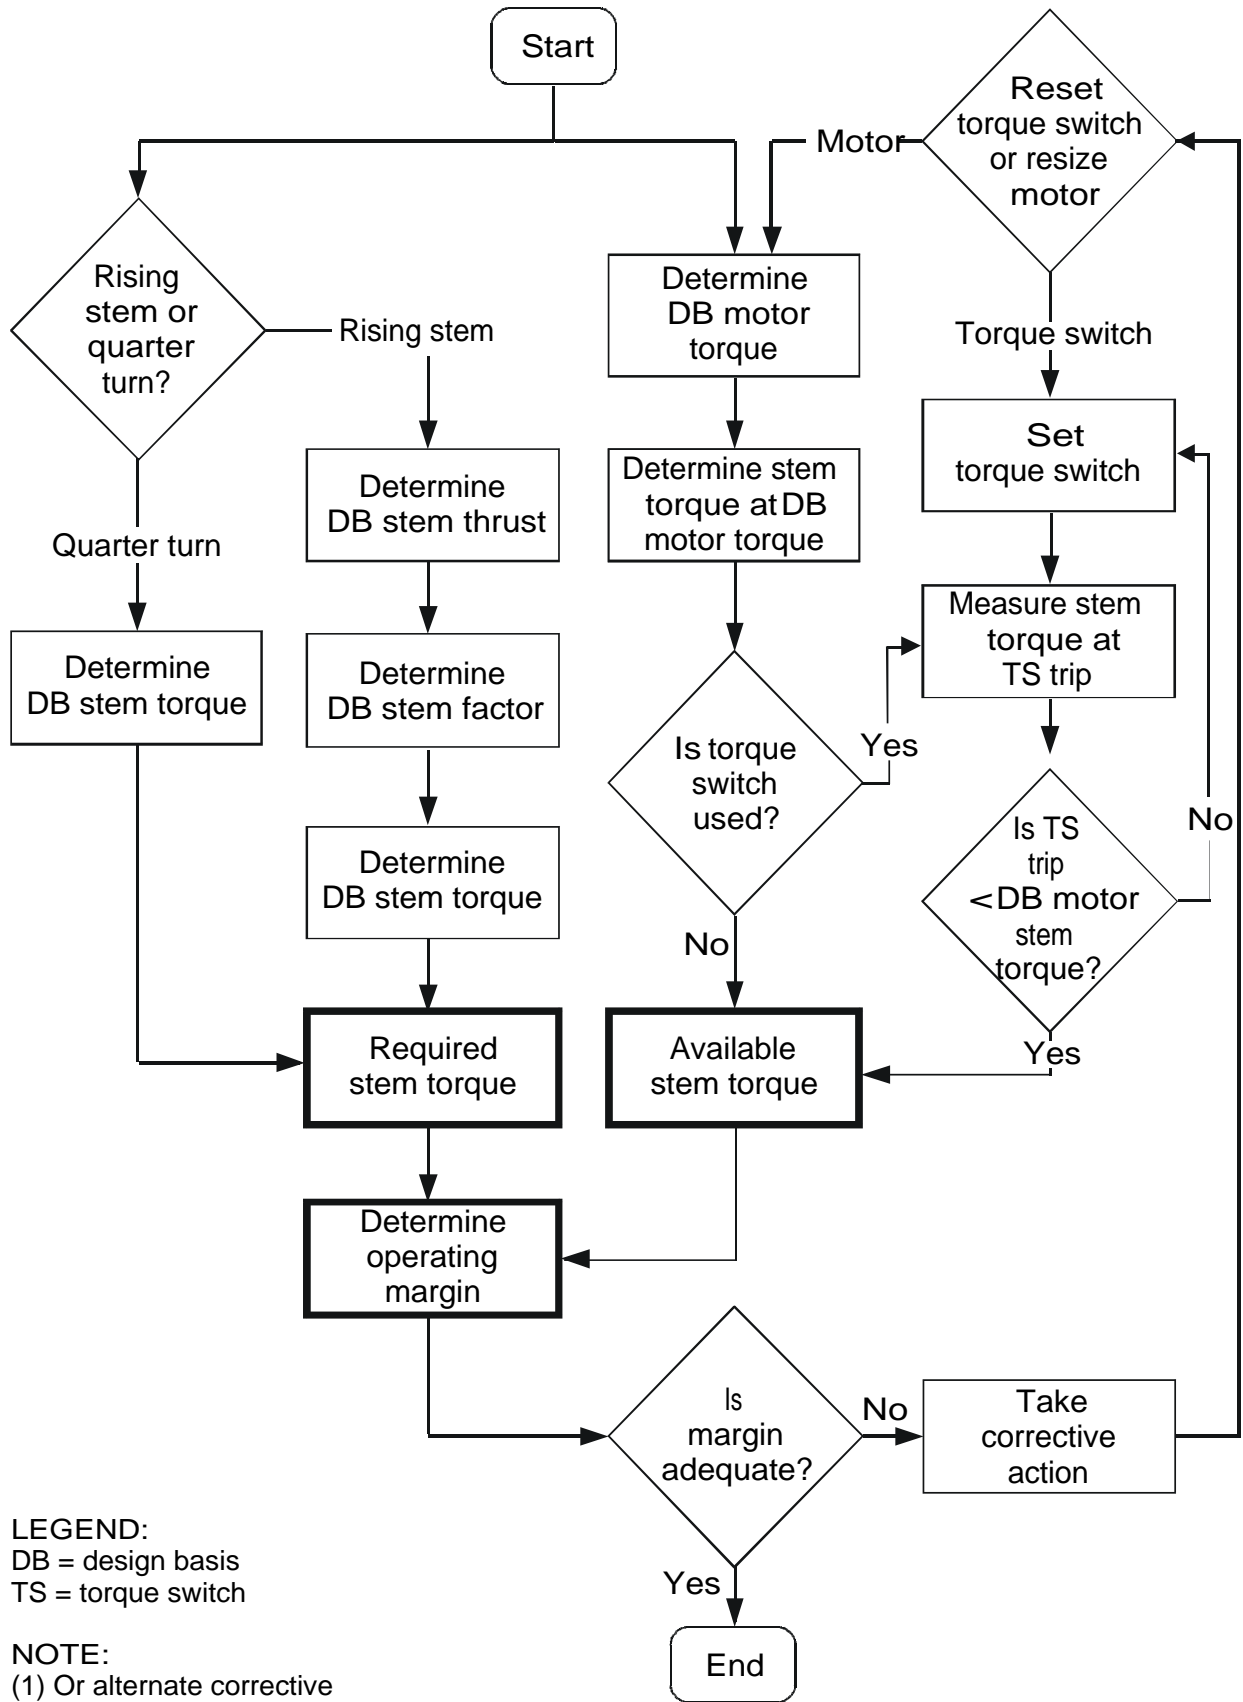 Start
Reset
torque switch
or resize
motor
Motor
Rising
stem or
quarter
turn?
Rising stem
Determine
DB motor
torque
Torque switch
Set
torque switch
Determine
DB stem thrust
Determine stem
torque at DB
motor torque
Quarter turn
Measure stem
torque at
TS trip
Determine
DB stem torque
Determine
DB stem factor
Is torque
switch
used?
Yes
Is TS
trip
<DB motor
stem
torque?
No
Determine
DB stem torque
No
Required
stem torque
Available
stem torque
Yes
Determine
operating
margin
Is
margin
adequate?
No
Take
corrective
action
LEGEND:
DB = design basis
TS = torque switch
Yes
NOTE:
(1) Or alternate corrective
End